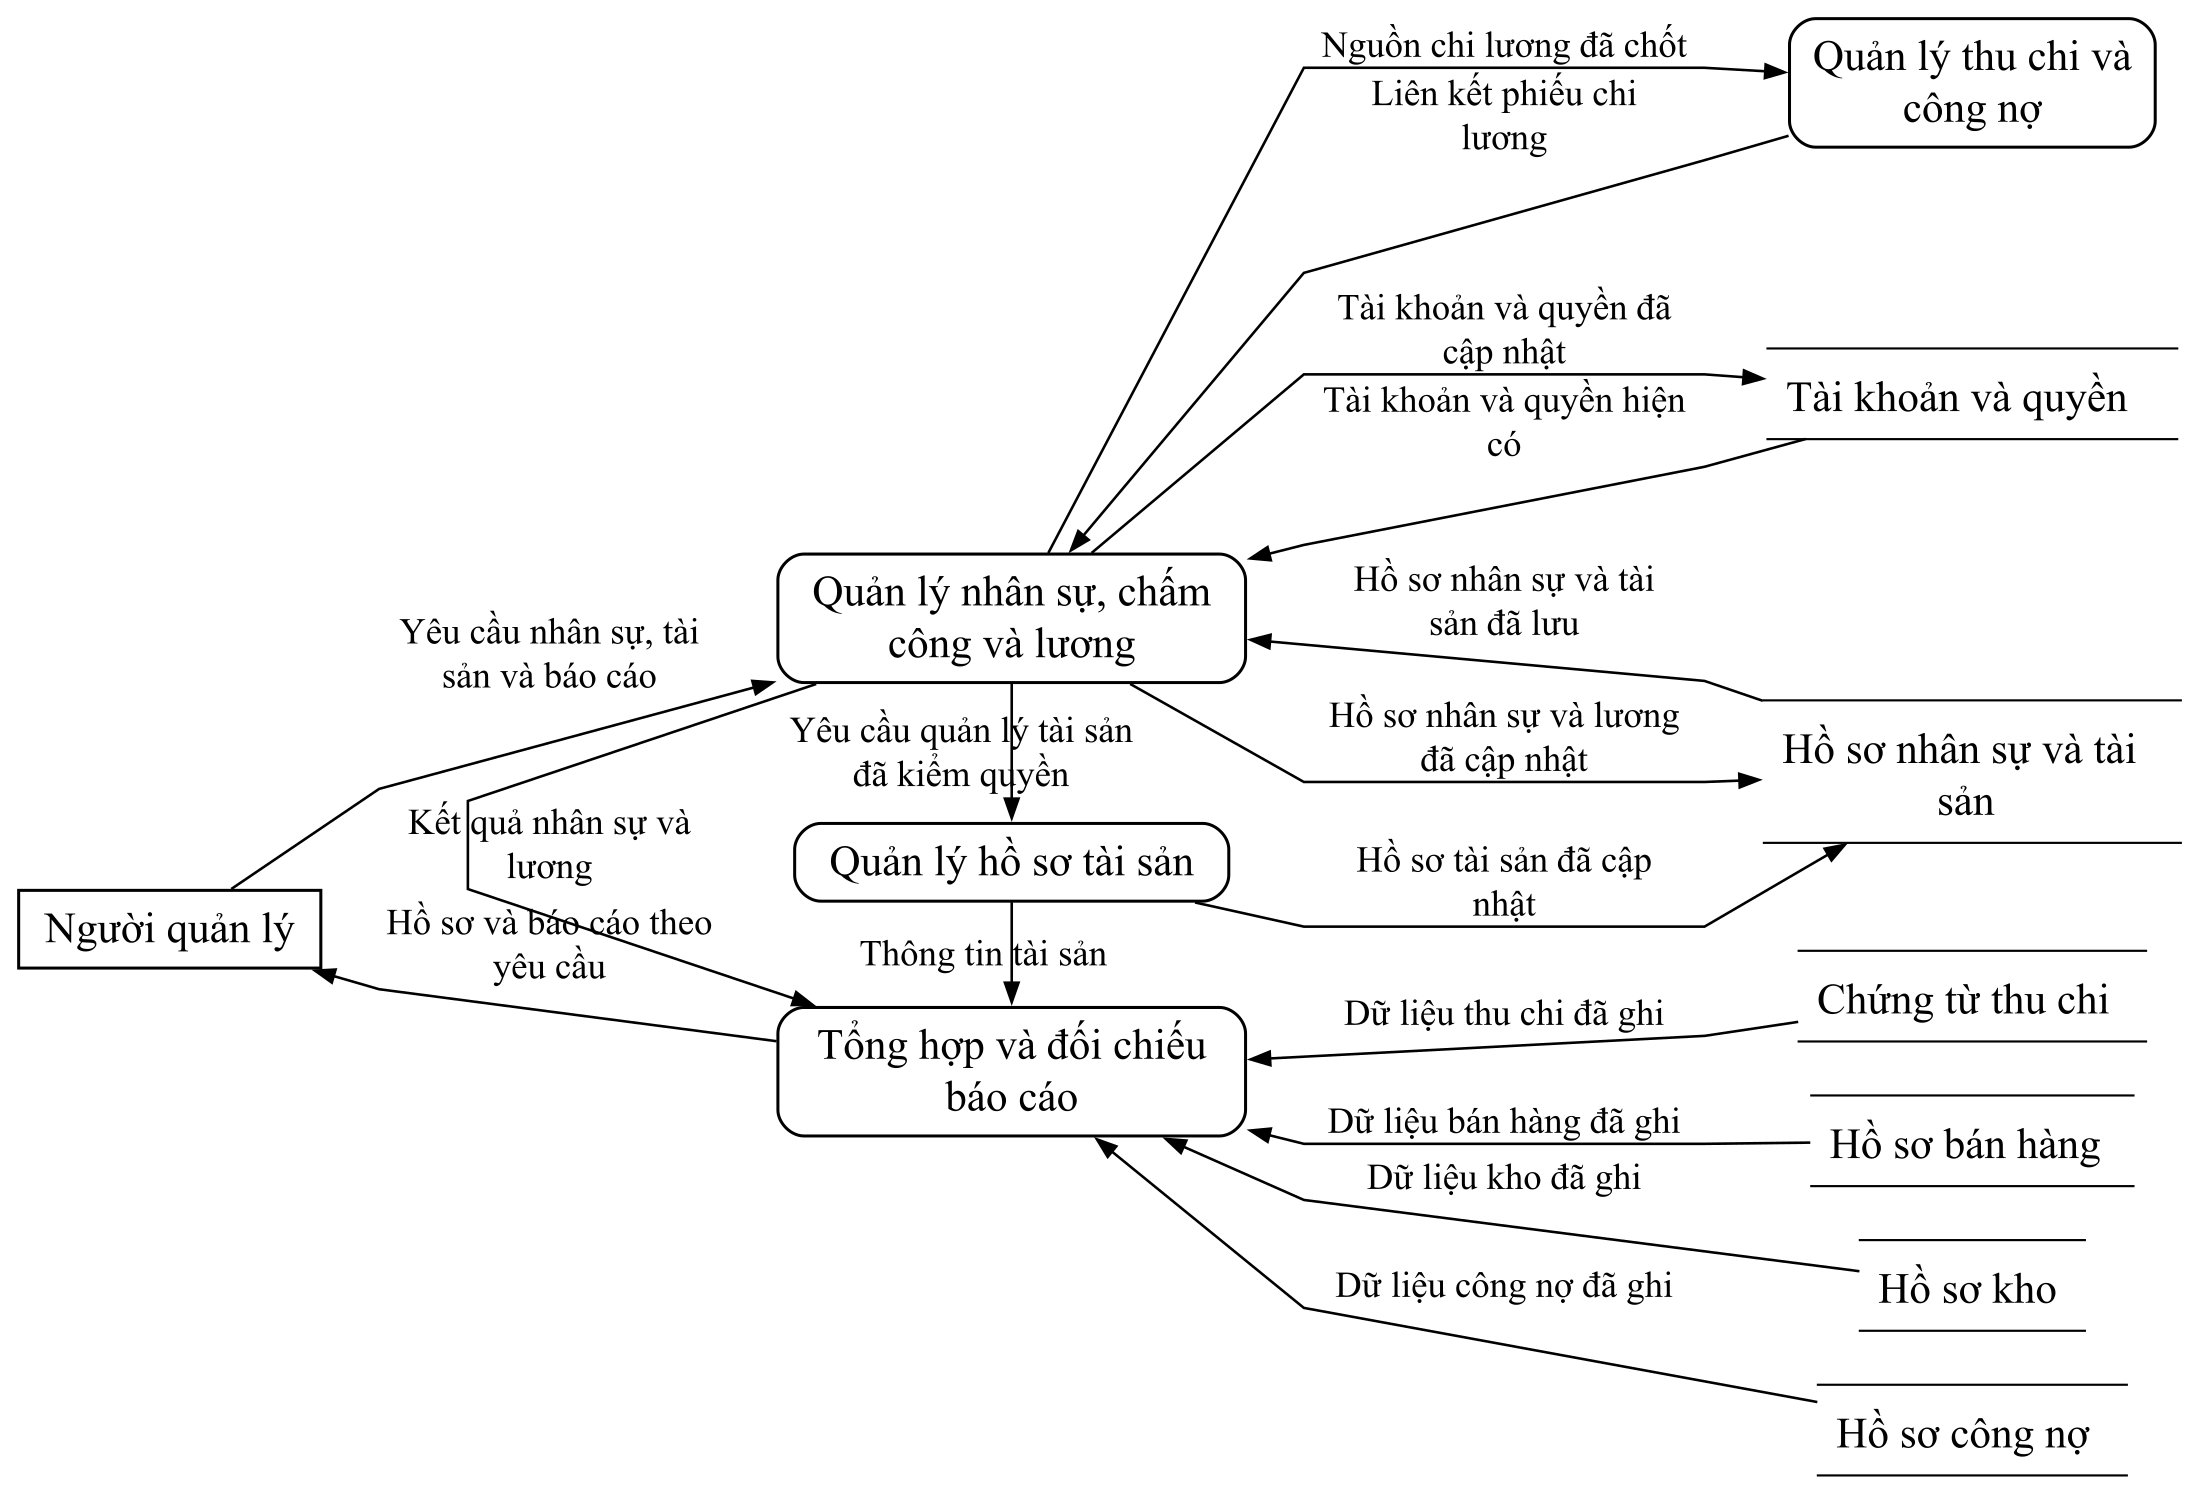 Nguồn chi lương đã chốt
Quản lý thu chi và
công nợ
Liên kết phiếu chi
lương
Tài khoản và quyền đã
cập nhật
Tài khoản và quyền hiện
có
Tài khoản và quyền
Quản lý nhân sự, chấm
công và lương
Hồ sơ nhân sự và tài
sản đã lưu
Yêu cầu nhân sự, tài
sản và báo cáo
Yêu cầu quản lý tài sản
đã kiểm quyền
Hồ sơ nhân sự và lương
đã cập nhật
Hồ sơ nhân sự và tài
sản
Kết quả nhân sự và
lương
Quản lý hồ sơ tài sản
Hồ sơ tài sản đã cập
nhật
Người quản lý
Hồ sơ và báo cáo theo
yêu cầu
Thông tin tài sản
Tổng hợp và đối chiếu
báo cáo
Dữ liệu thu chi đã ghi
Chứng từ thu chi
Dữ liệu bán hàng đã ghi
Hồ sơ bán hàng
Dữ liệu kho đã ghi
Hồ sơ kho
Dữ liệu công nợ đã ghi
Hồ sơ công nợ